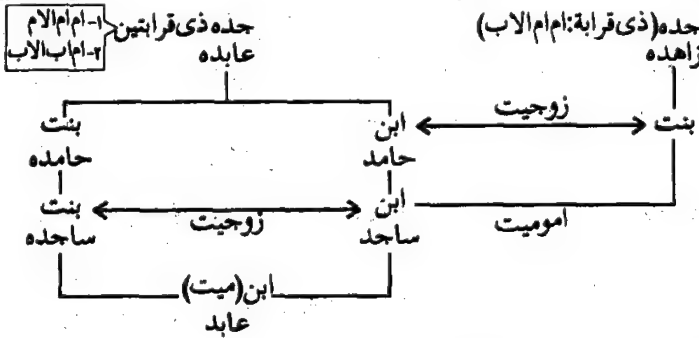 جده (ذی قرابة: ام ام الاب)
زاهده
جده ذی قرابتین
عابده
۱- ام ام الام
۲- ام اب الاب
بنت
زوجیت
ابن
حامد
بنت
حامده
امومیت
ابن
ساجد
زوجیت
بنت
ساجده
ابن (میت)
عابد